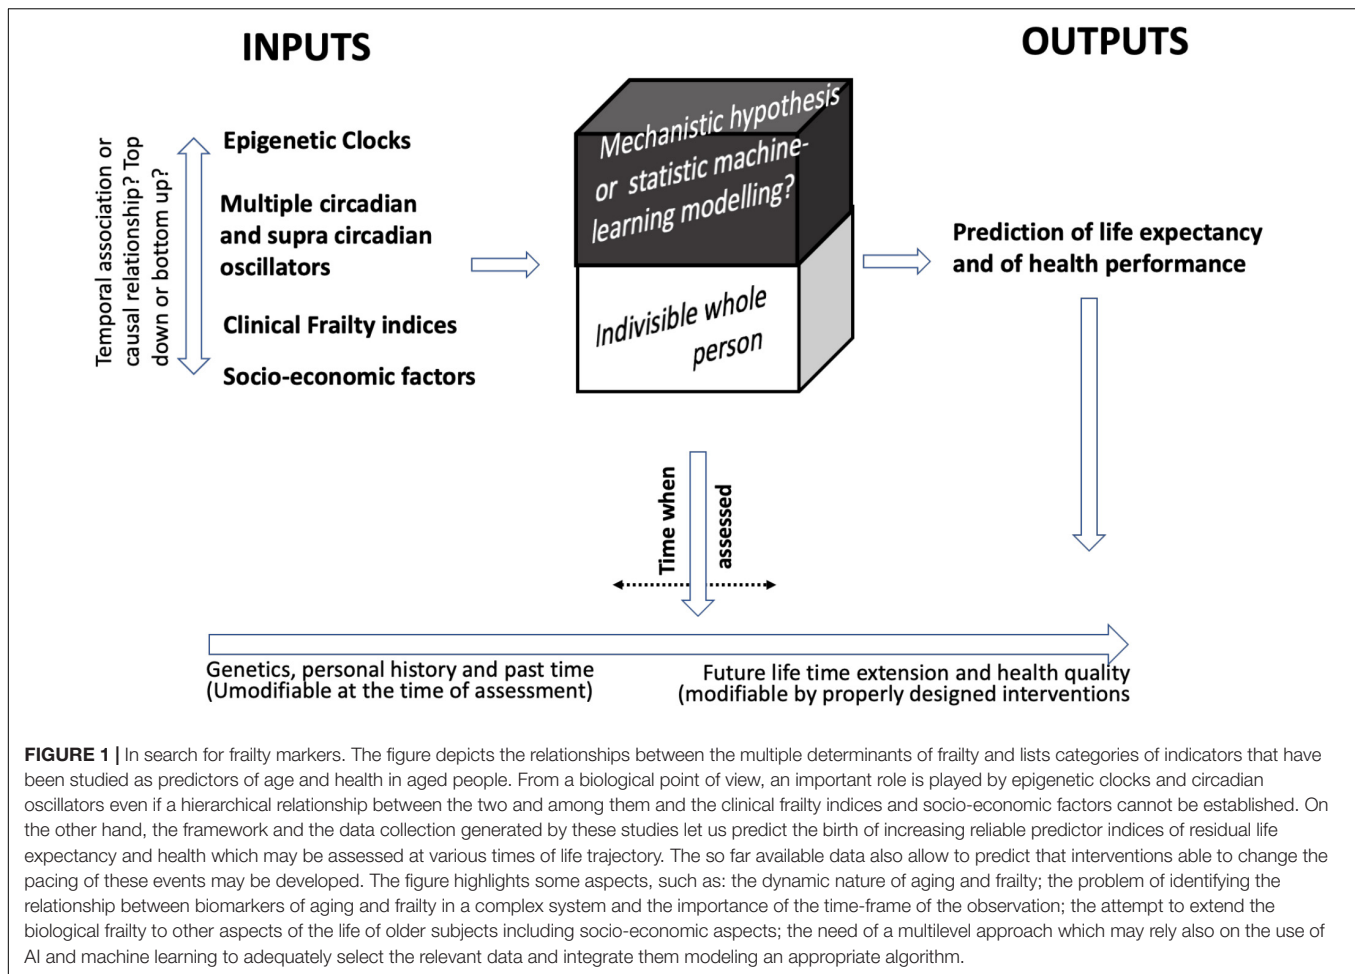 INPUTS
OUTPUTS
Temporal association or
causal relationship? Top
down or bottom up?
Epigenetic Clocks
Multiple circadian
and supra circadian
oscillators
Clinical Frailty indices
Socio-economic factors
Mechanistic hypothesis
or statistic machine-
learning modelling?
Indivisible whole
person
Prediction of life expectancy
and of health performance
Time when
assessed
Genetics, personal history and past time
(Umodifiable at the time of assessment)
Future life time extension and health quality
(modifiable by properly designed interventions
FIGURE 1 | In search for frailty markers. The figure depicts the relationships between the multiple determinants of frailty and lists categories of indicators that have
been studied as predictors of age and health in aged people. From a biological point of view, an important role is played by epigenetic clocks and circadian
oscillators even if a hierarchical relationship between the two and among them and the clinical frailty indices and socio-economic factors cannot be established. On
the other hand, the framework and the data collection generated by these studies let us predict the birth of increasing reliable predictor indices of residual life
expectancy and health which may be assessed at various times of life trajectory. The so far available data also allow to predict that interventions able to change the
pacing of these events may be developed. The figure highlights some aspects, such as: the dynamic nature of aging and frailty; the problem of identifying the
relationship between biomarkers of aging and frailty in a complex system and the importance of the time-frame of the observation; the attempt to extend the
biological frailty to other aspects of the life of older subjects including socio-economic aspects; the need of a multilevel approach which may rely also on the use of
AI and machine learning to adequately select the relevant data and integrate them modeling an appropriate algorithm.